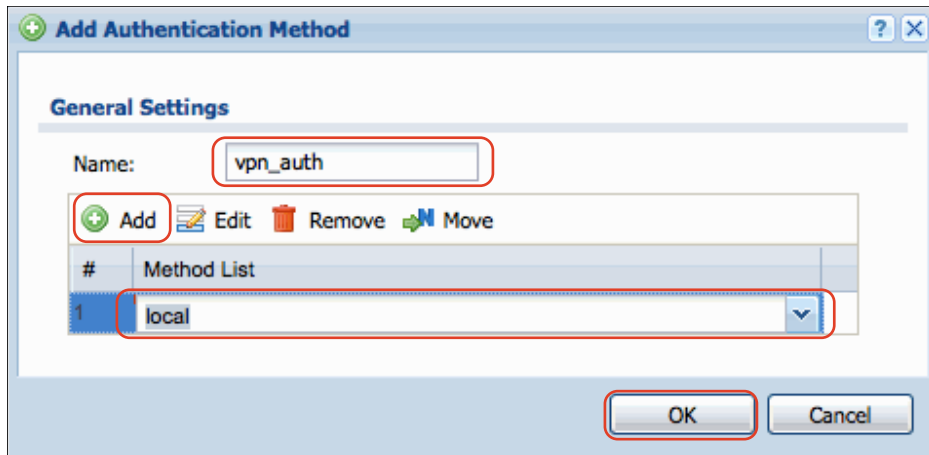 Add Authentication Method ?
General Settings
Name: vpn_auth
Add Edit Remove N Move
# Method List
1 local
OK Cancel